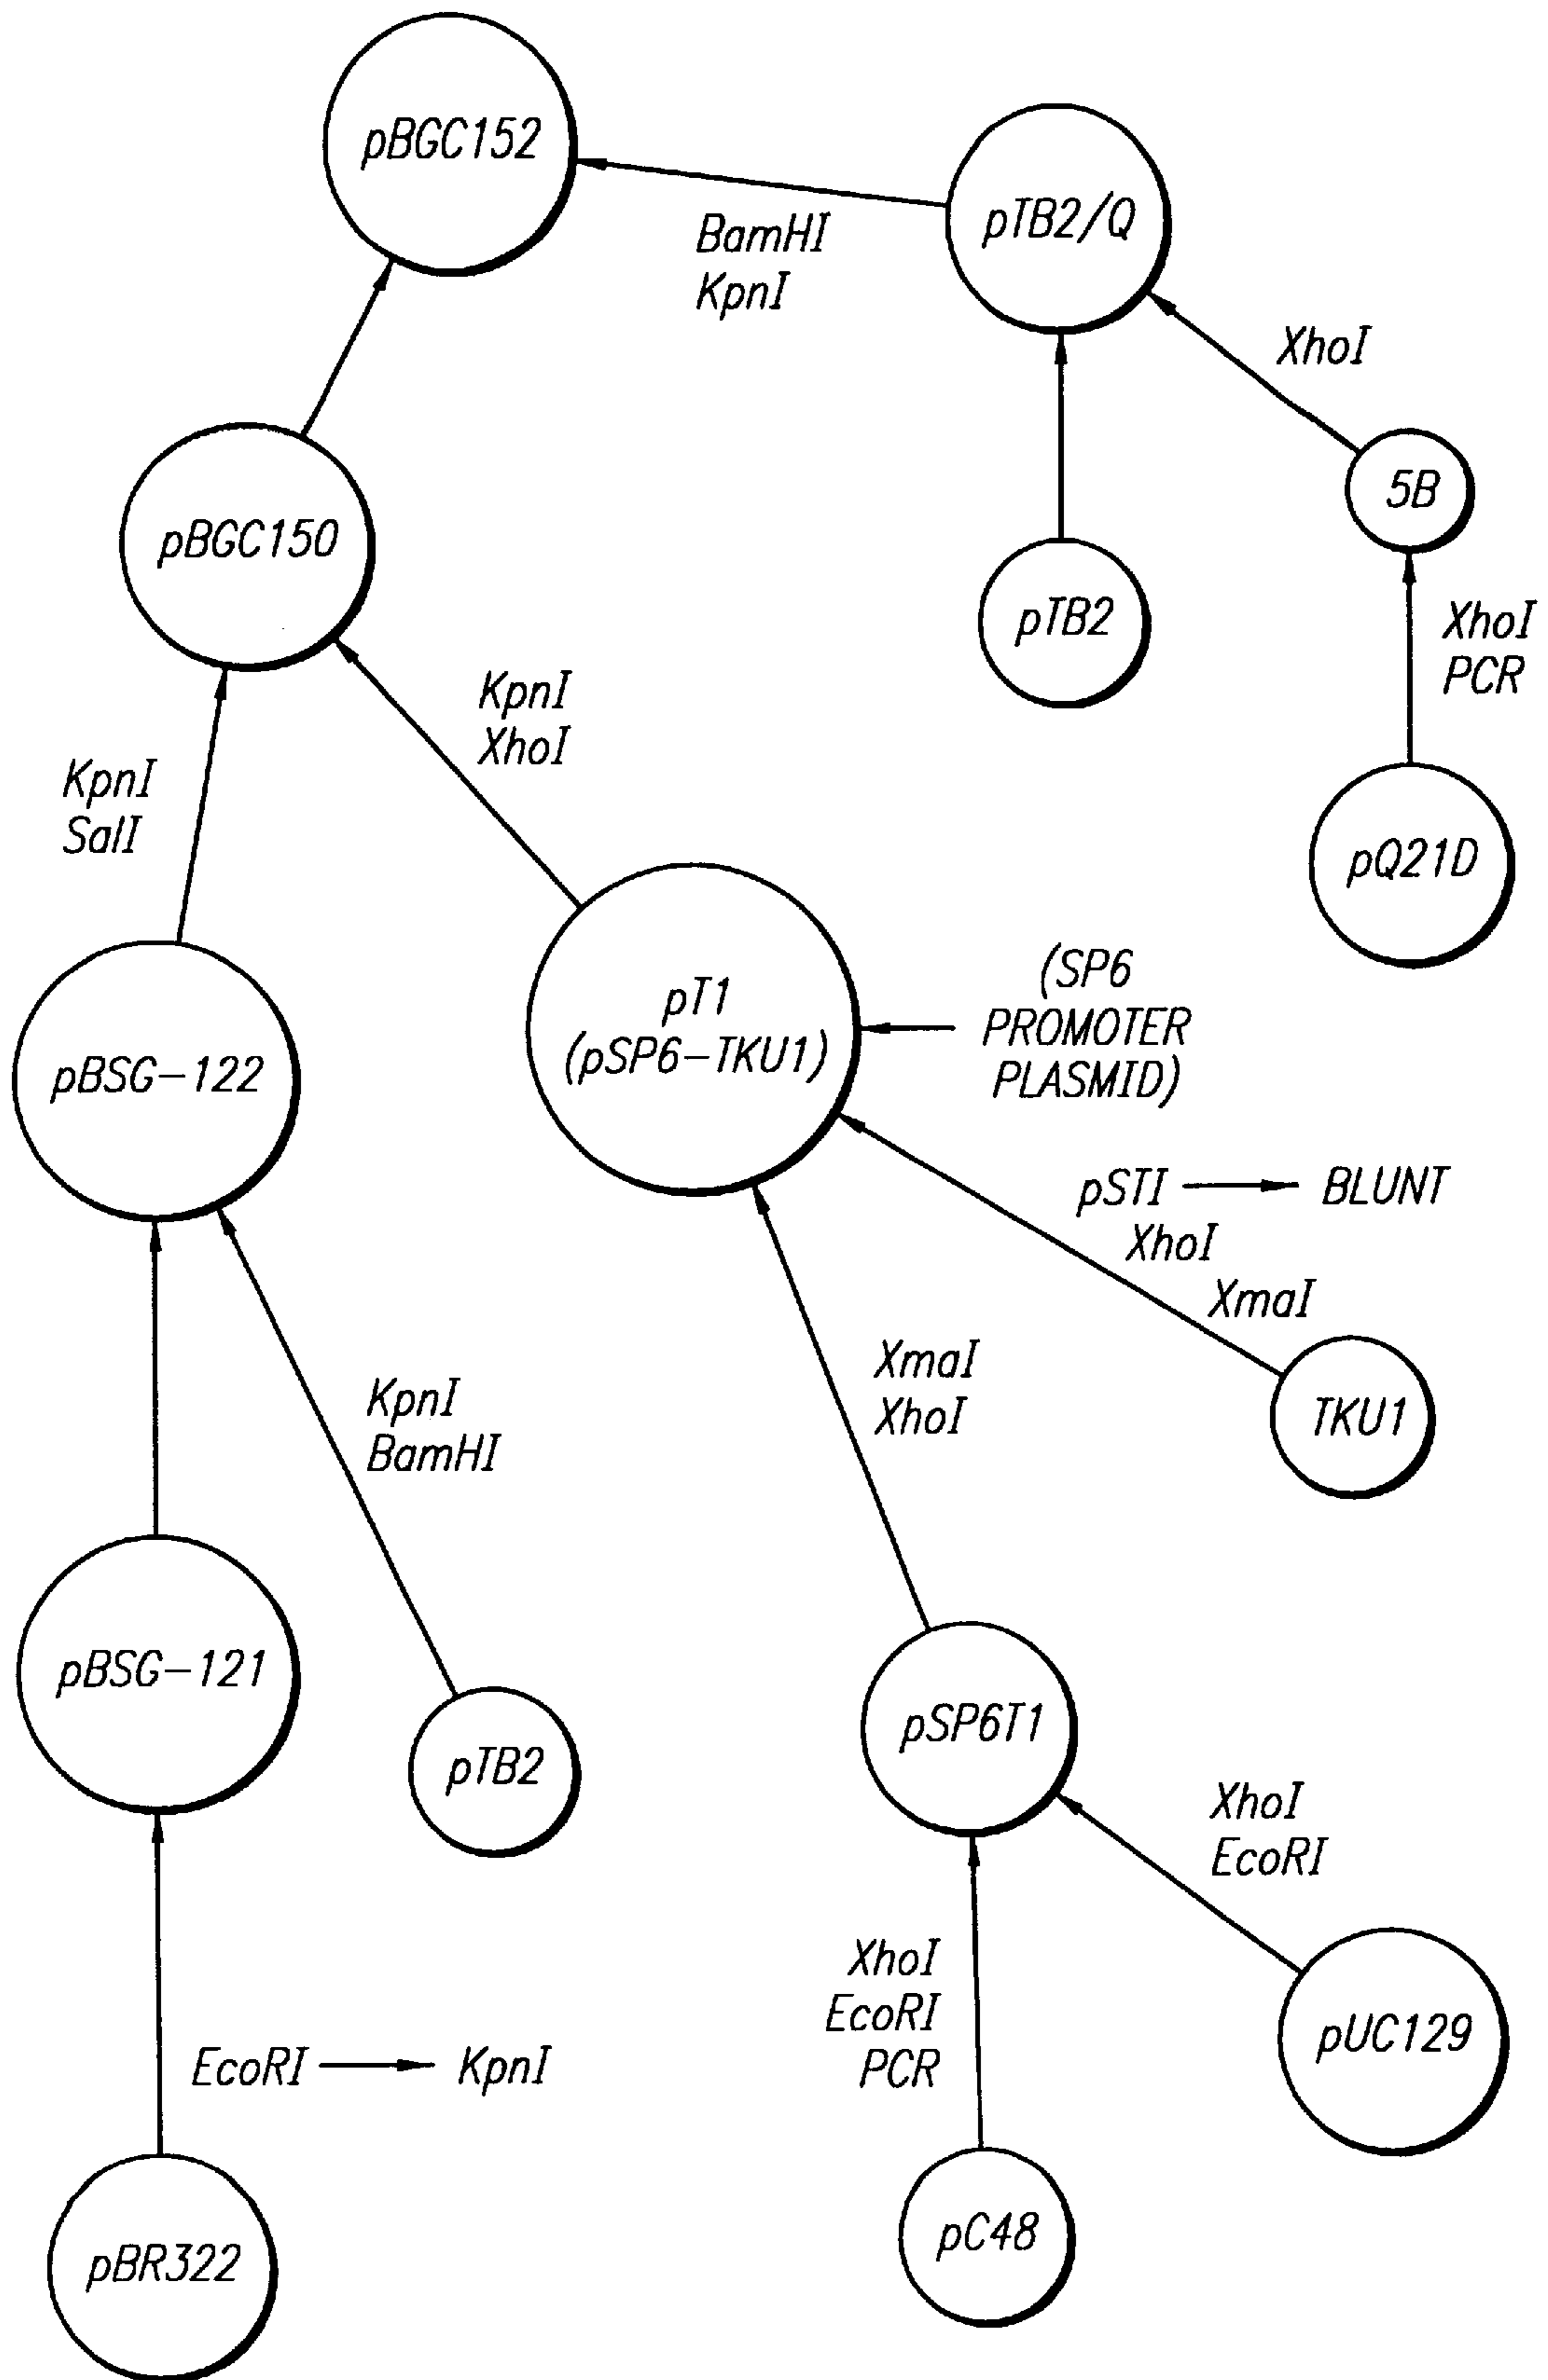 pBGC152
pTB2/Q
BamHI
KpnI
XhoI
5B
pBGC150
pTB2
XhoI
PCR
KpnI
XhoI
KpnI
SalI
pQ21D
pT1
(pSP6-TKU1)
(SP6
PROMOTER
PLASMID)
pBSG-122
pSTI BLUNT
XhoI
XmaI
XmaI
XhoI
KpnI
BamHI
TKU1
pBSG-121
pSP6T1
pTB2
XhoI
EcoRI
XhoI
EcoRI
PCR
pUC129
EcoRI KpnI
pC48
pBR322